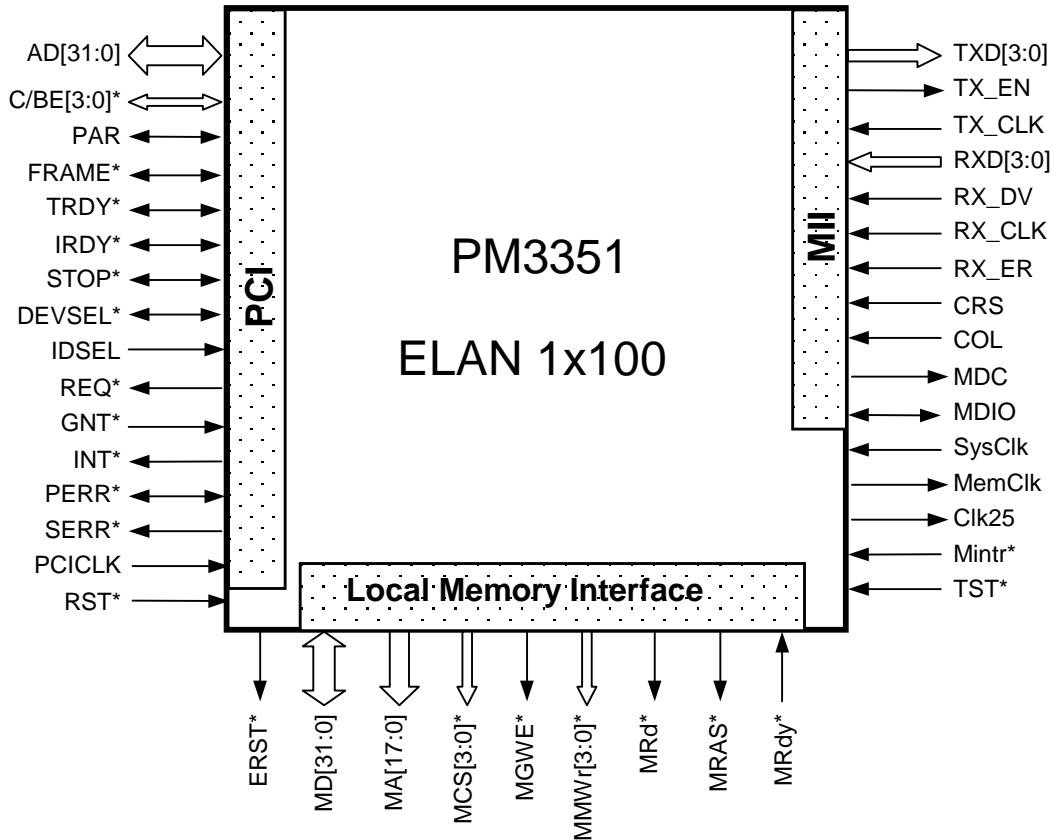 AD[31:0]
C/BE[3:0]*
PAR
FRAME*
TRDY*
IRDY*
STOP*
DEVSEL*
IDSEL
REQ*
GNT*
INT*
PERR*
SERR*
PCICLK
RST*
PCI
PM3351
ELAN 1x100
MII
TXD[3:0]
TX_EN
TX_CLK
RXD[3:0]
RX_DV
RX_CLK
RX_ER
CRS
COL
MDC
MDIO
SysClk
MemClk
Clk25
Mintr*
TST*
Local Memory Interface
ERST*
MD[31:0]
MA[17:0]
MCS[3:0]*
MGWE*
MMWr[3:0]*
MRd*
MRAS*
MRdy*